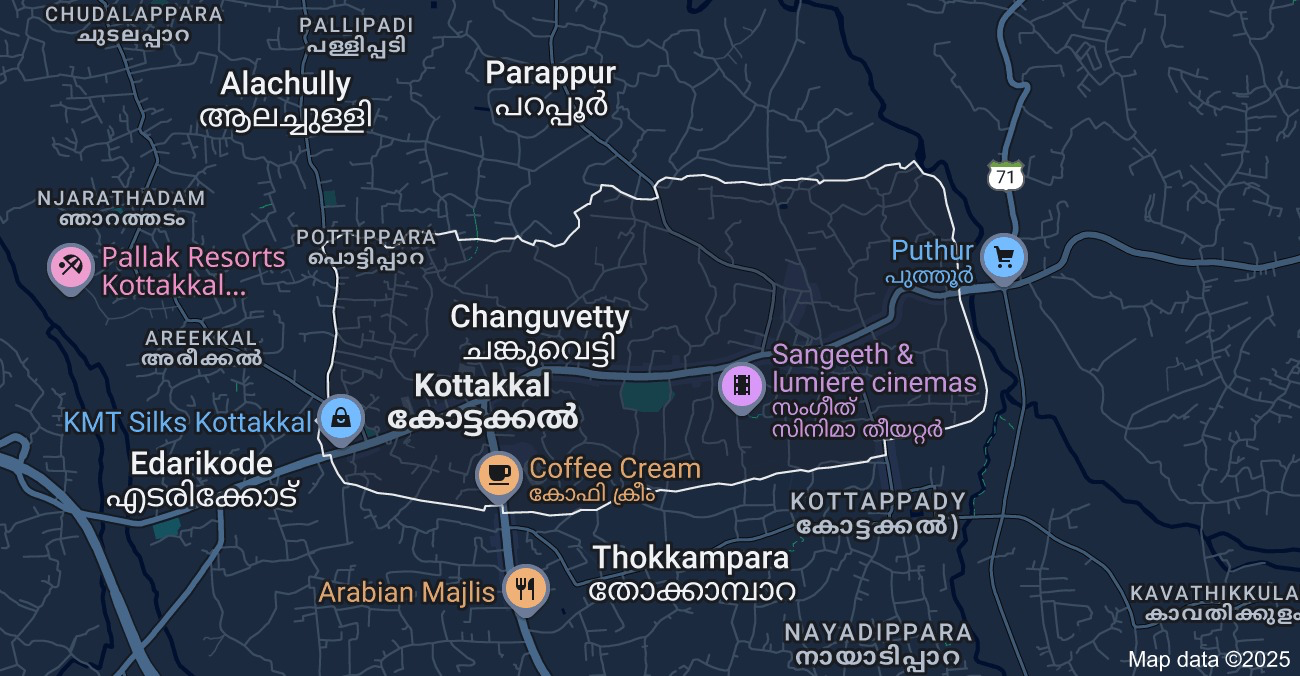 CHUDALAPPARA
ചുടലപ്പാറ
PALLIPADI
പള്ളിപ്പടി
Alachully
ആലച്ചുള്ളി
Parappur
പറപ്പൂർ
71
NJARATHADAM
ഞാറത്തടം
POTTIPPARA
പൊട്ടിപ്പാറ
Pallak Resorts
Kottakkal...
Puthur
പുത്തൂർ
Changuvetty
ചങ്കുവെട്ടി
AREEKKAL
അരീക്കൽ
Sangeeth &
lumiere cinemas
സംഗീത്
സിനിമാ തീയറ്റർ
Kottakkal
കോട്ടക്കൽ
KMT Silks Kottakkal
Edarikode
എടരിക്കോട്
Coffee Cream
കോഫി ക്രീം
KOTTAPPADY
കോട്ടക്കൽ)
Thokkampara
തോക്കാമ്പാറ
Arabian Majlis
KAVATHIKKULA
കാവതിക്കുളം
NAYADIPPARA
നായാടിപ്പാറ
Map data ©2025